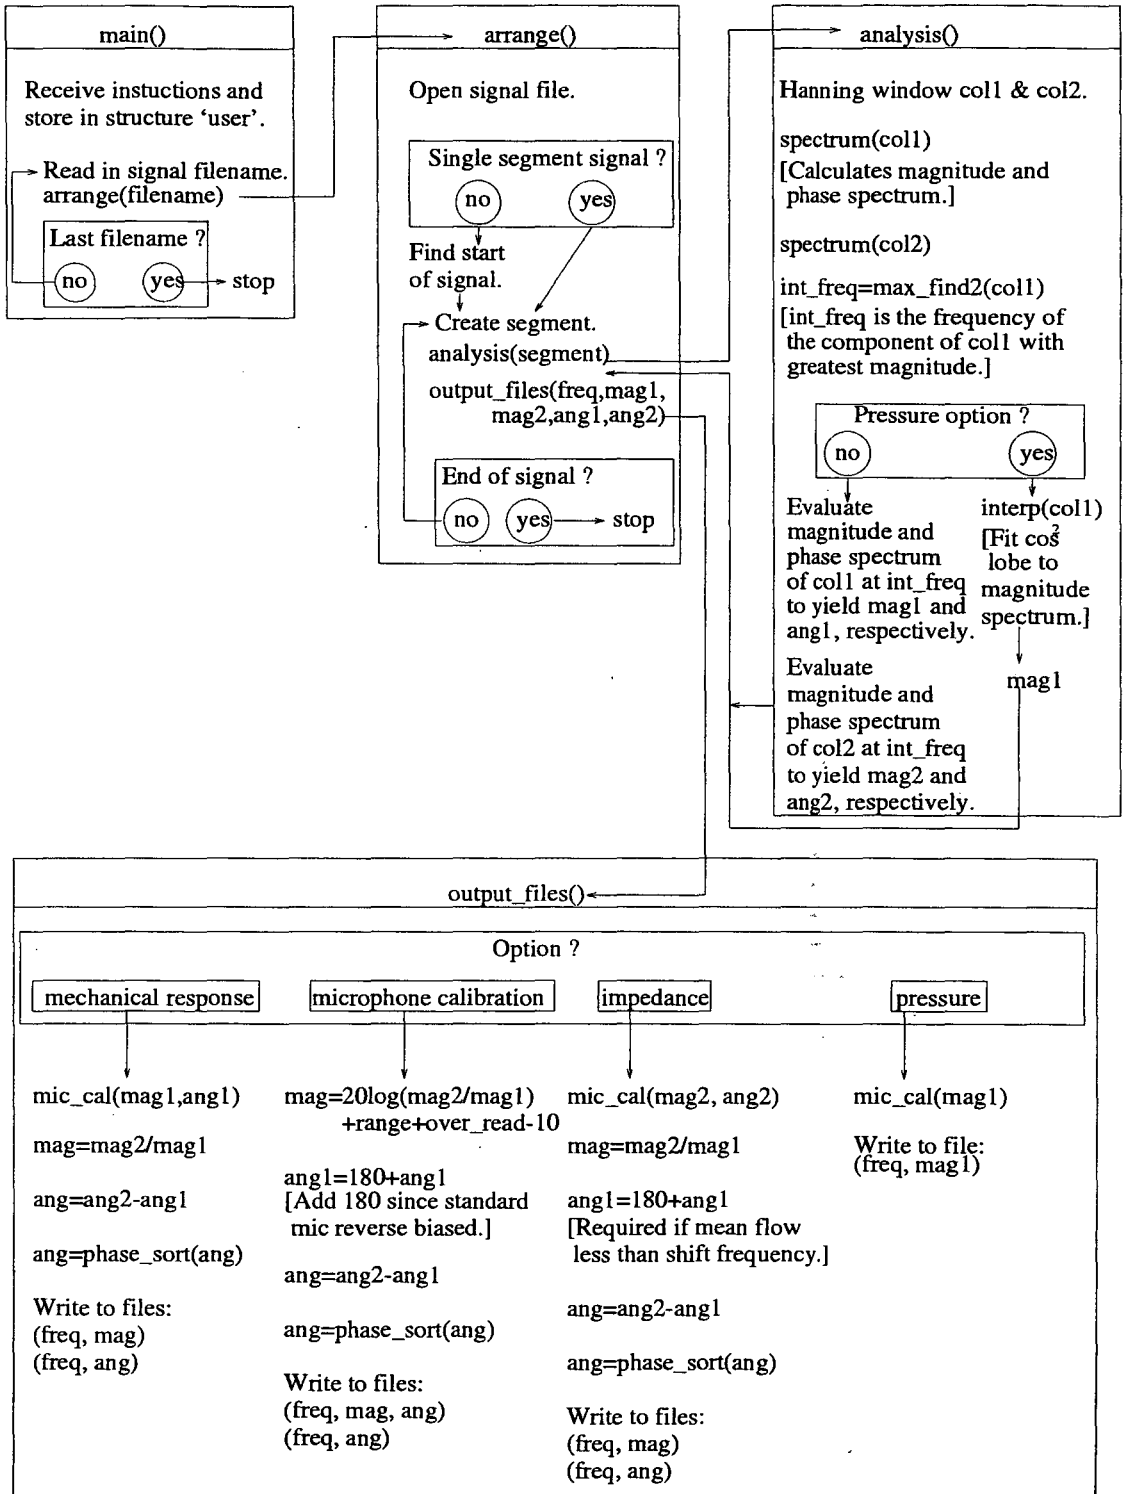 main()
Receive instuctions and
store in structure ‘user’.
Read in signal filename.
arrange(filename)
Last filename ?
no
yes
stop
arrange()
Open signal file.
Single segment signal ?
no
yes
Find start
of signal.
Create segment.
analysis(segment)
output_files(freq,mag1,
mag2,ang1,ang2)
End of signal ?
no
yes
stop
analysis()
Hanning window col1 & col2.
spectrum(col1)
[Calculates magnitude and
phase spectrum.]
spectrum(col2)
int_freq=max_find2(col1)
[int_freq is the frequency of
the component of col1 with
greatest magnitude.]
Pressure option ?
no
yes
Evaluate
magnitude and
phase spectrum
of col1 at int_freq
to yield mag1 and
ang1, respectively.
Evaluate
magnitude and
phase spectrum
of col2 at int_freq
to yield mag2 and
ang2, respectively.
interp(col1)
[Fit cos²
lobe to
magnitude
spectrum.]
mag1
output_files()
Option ?
mechanical response
microphone calibration
impedance
pressure
mic_cal(mag1,ang1)
mag=mag2/mag1
ang=ang2-ang1
ang=phase_sort(ang)
Write to files:
(freq, mag)
(freq, ang)
mag=20log(mag2/mag1)
+range+over_read-10
ang1=180+ang1
[Add 180 since standard
mic reverse biased.]
ang=ang2-ang1
ang=phase_sort(ang)
Write to files:
(freq, mag, ang)
(freq, ang)
mic_cal(mag2, ang2)
mag=mag2/mag1
ang1=180+ang1
[Required if mean flow
less than shift frequency.]
ang=ang2-ang1
ang=phase_sort(ang)
Write to files:
(freq, mag)
(freq, ang)
mic_cal(mag1)
Write to file:
(freq, mag1)